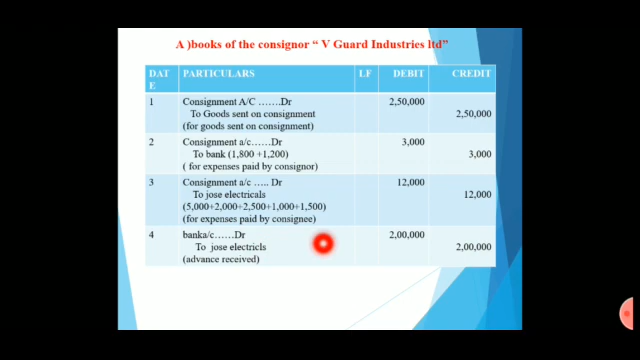 A )books of the consignor “ V Guard Industries ltd”
DAT
E
PARTICULARS
LF
DEBIT
CREDIT
1
Consignment A/C …….Dr
2,50,000
To Goods sent on consignment
2,50,000
(for goods sent on consignment)
2
Consignment a/c……Dr
3,000
To bank (1,800 +1,200)
3,000
( for expenses paid by consignor)
3
Consignment a/c ….. Dr
12,000
To jose electricals
12,000
(5,000+2,000+2,500+1,000+1,500)
(for expenses paid by consignee)
4
banka/c……Dr
2,00,000
To  jose electricls
2,00,000
(advance received)